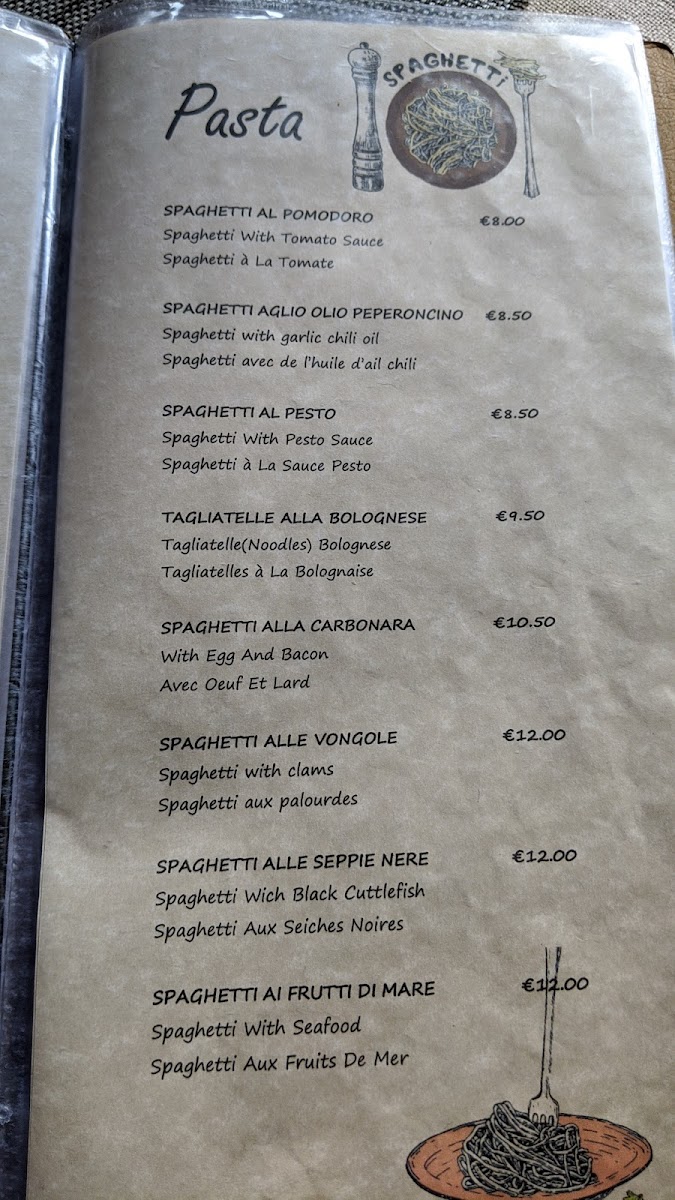 SPAGHETTI
Pasta
SPAGHETTI AL POMODORO €8.00
Spaghetti With Tomato Sauce
Spaghetti à La Tomate
SPAGHETTI AGLIO OLIO PEPERONCINO €8.50
Spaghetti with garlic chili oil
Spaghetti avec de l'huile d'ail chili
SPAGHETTI AL PESTO €8.50
Spaghetti With Pesto Sauce
Spaghetti à La Sauce Pesto
TAGLIATELLE ALLA BOLOGNESE €9.50
Tagliatelle(Noodles) Bolognese
Tagliatelles à La Bolognaise
SPAGHETTI ALLA CARBONARA €10.50
With Egg And Bacon
Avec Oeuf Et Lard
SPAGHETTI ALLE VONGOLE €12.00
Spaghetti with clams
Spaghetti aux palourdes
SPAGHETTI ALLE SEPPIE NERE €12.00
Spaghetti Wich Black Cuttlefish
Spaghetti Aux Seiches Noires
SPAGHETTI AI FRUTTI DI MARE €12.00
Spaghetti With Seafood
Spaghetti Aux Fruits De Mer